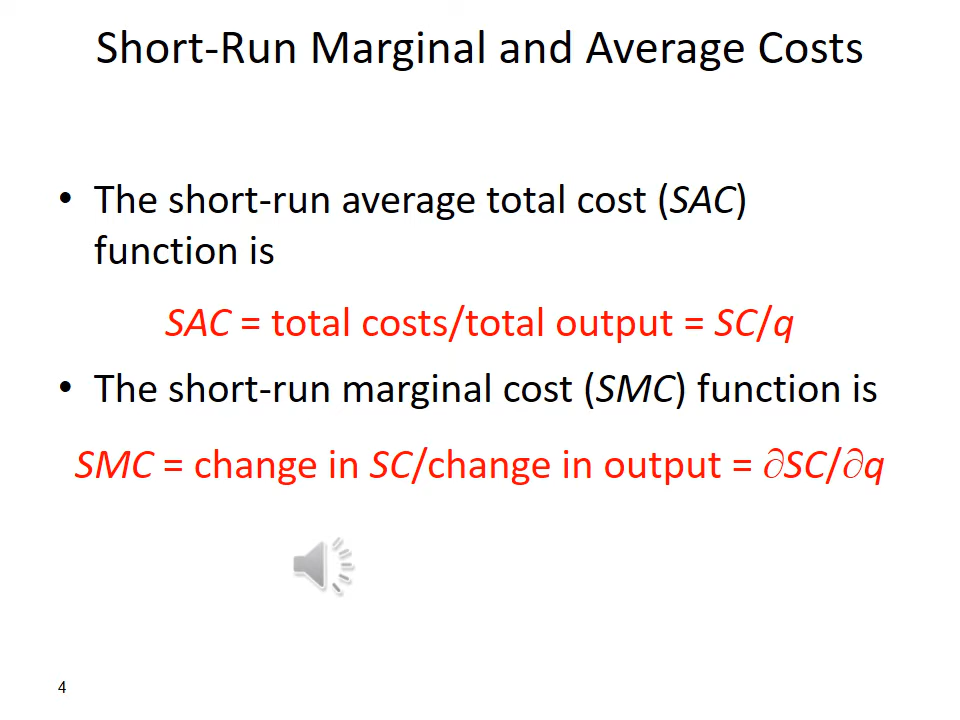 Short-Run Marginal and Average Costs
• The short-run average total cost (SAC)
function is
SAC = total costs/total output = SC/q
• The short-run marginal cost (SMC) function is
SMC = change in SC/change in output = ∂SC/∂q
4